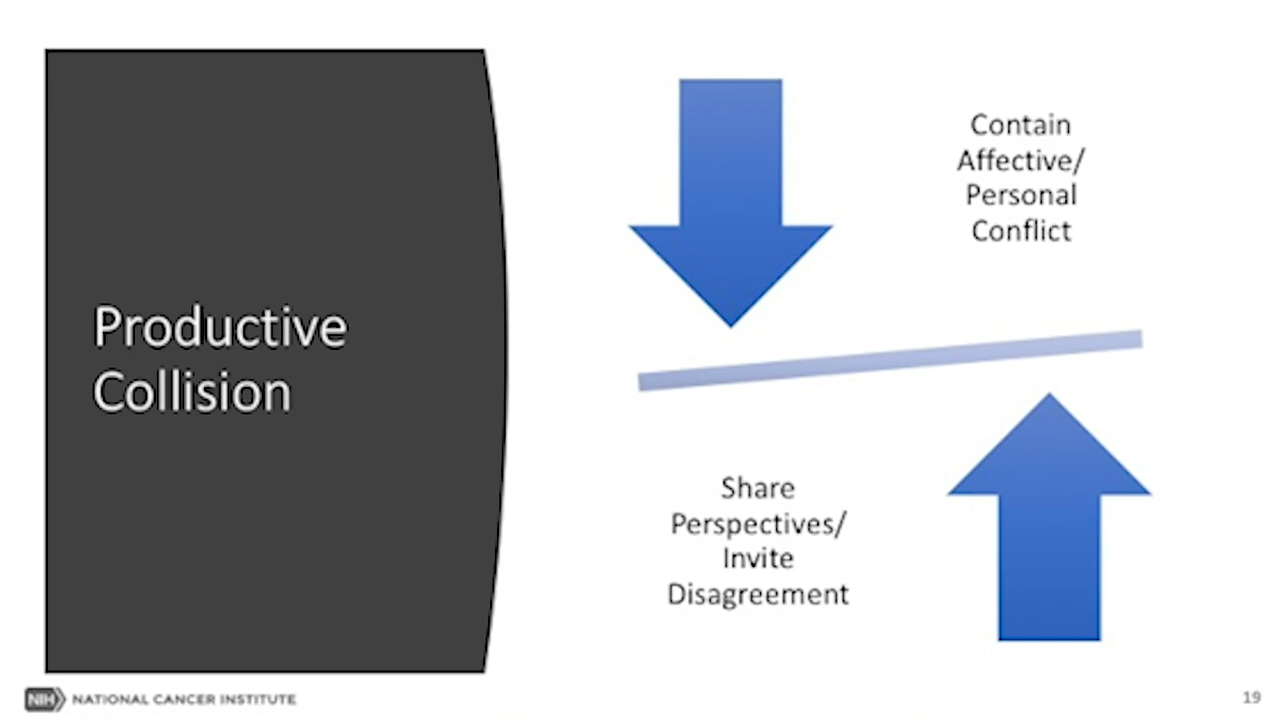 Productive
Collision
Contain
Affective/
Personal
Conflict
Share
Perspectives/
Invite
Disagreement
NIH NATIONAL CANCER INSTITUTE
19